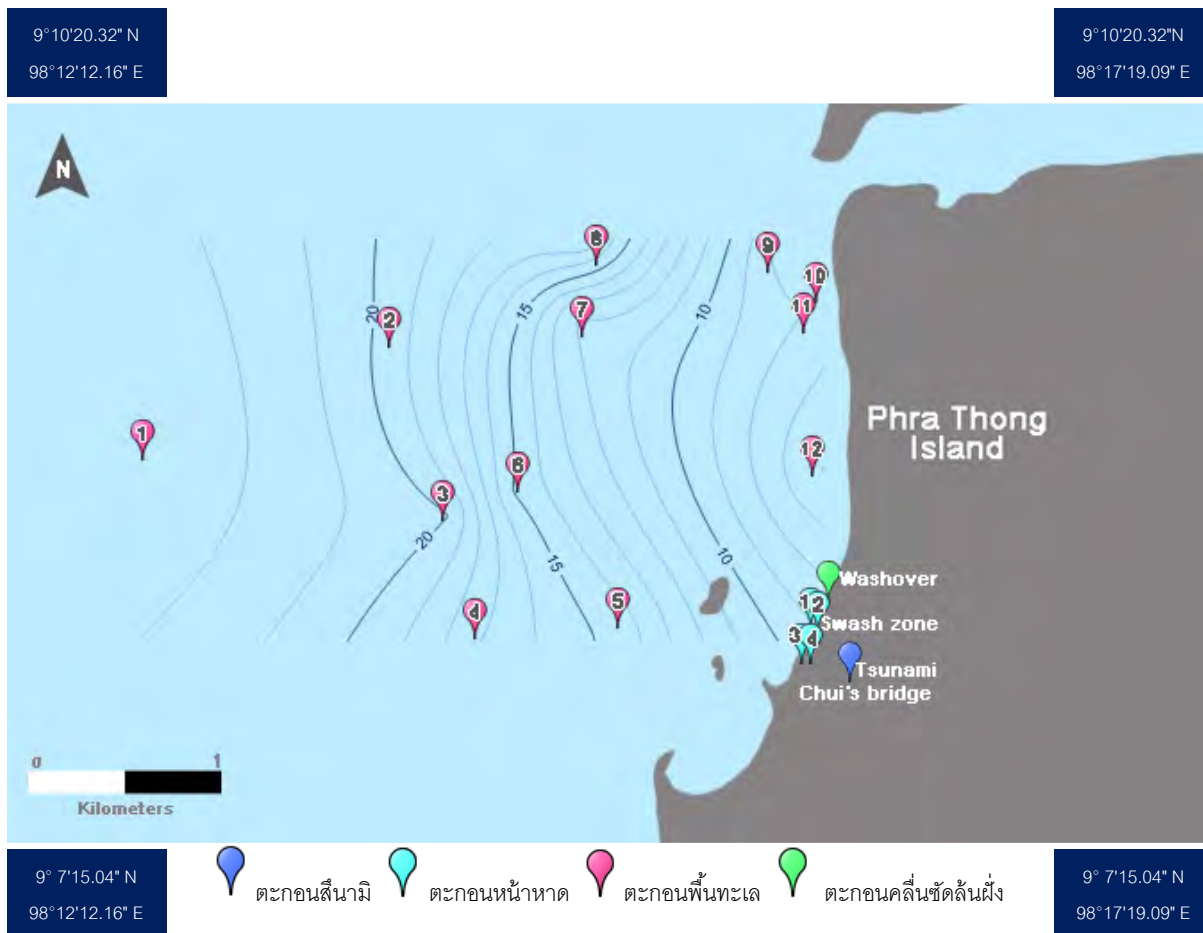 9°10'20.32" N
98°12'12.16" E
9°10'20.32"N
98°17'19.09" E
N
8
9
10
11
20
2
15
7
10
1
Phra Thong
Island
12
6
3
20
15
10
4
5
Washover
1
2
Swash zone
3
4
Tsunami
Chui's bridge
0
1
Kilometers
9° 7'15.04" N
98°12'12.16" E
ตะกอนสึนามิ
ตะกอนหน้าหาด
ตะกอนพื้นทะเล
ตะกอนคลื่นซัดล้นฝั่ง
9° 7'15.04" N
98°17'19.09" E